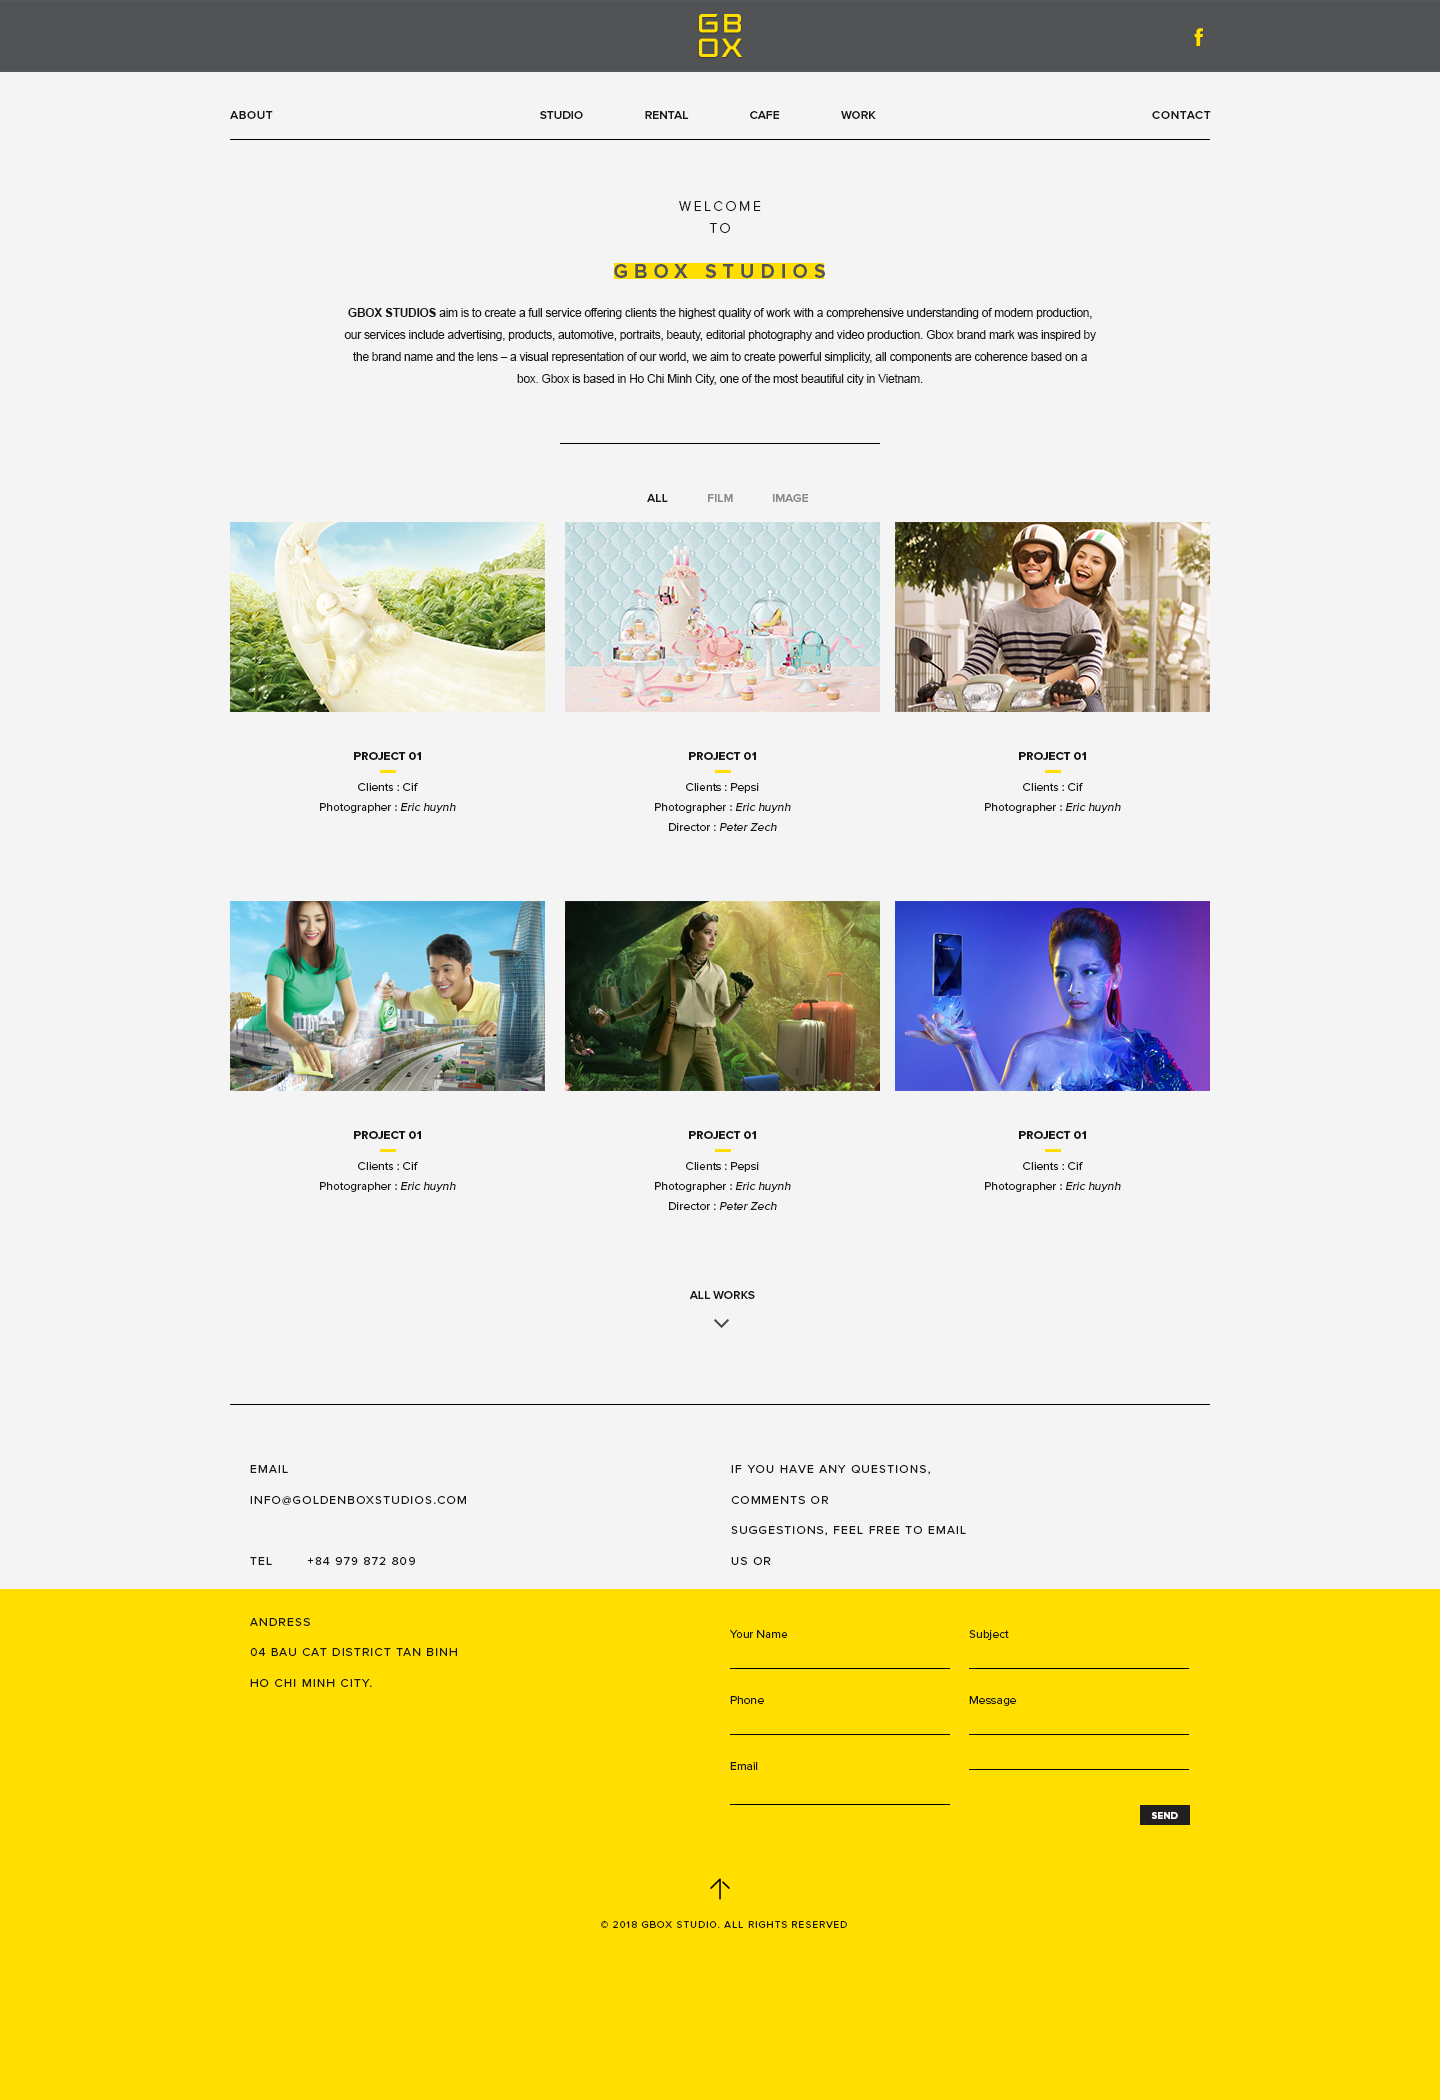 GB
OX
f
ABOUT STUDIO RENTAL CAFE WORK CONTACT
WELCOME
TO
GBOX STUDIOS
GBOX STUDIOS aim is to create a full service offering clients the highest quality of work with a comprehensive understanding of modern production,
our services include advertising, products, automotive, portraits, beauty, editorial photography and video production. Gbox brand mark was inspired by
the brand name and the lens – a visual representation of our world, we aim to create powerful simplicity, all components are coherence based on a
box. Gbox is based in Ho Chi Minh City, one of the most beautiful city in Vietnam.
ALL FILM IMAGE
PROJECT 01
Clients : Cif
Photographer : Eric huynh
PROJECT 01
Clients : Pepsi
Photographer : Eric huynh
Director : Peter Zech
PROJECT 01
Clients : Cif
Photographer : Eric huynh
PROJECT 01
Clients : Cif
Photographer : Eric huynh
PROJECT 01
Clients : Pepsi
Photographer : Eric huynh
Director : Peter Zech
PROJECT 01
Clients : Cif
Photographer : Eric huynh
ALL WORKS
EMAIL
INFO@GOLDENBOXSTUDIOS.COM
TEL +84 979 872 809
ANDRESS
04 BAU CAT DISTRICT TAN BINH
HO CHI MINH CITY.
IF YOU HAVE ANY QUESTIONS,
COMMENTS OR
SUGGESTIONS, FEEL FREE TO EMAIL
US OR
Your Name
Subject
Phone
Message
Email
SEND
© 2018 GBOX STUDIO. ALL RIGHTS RESERVED